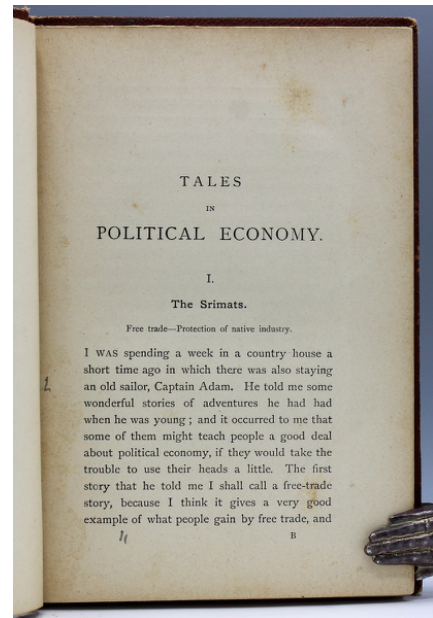 TALES
IN
POLITICAL ECONOMY.
I.
The Srimats.
Free trade—Protection of native industry.
I WAS spending a week in a country house a
short time ago in which there was also staying
an old sailor, Captain Adam. He told me some
wonderful stories of adventures he had had
when he was young ; and it occurred to me that
some of them might teach people a good deal
about political economy, if they would take the
trouble to use their heads a little. The first
story that he told me I shall call a free-trade
story, because I think it gives a very good
example of what people gain by free trade, and
B